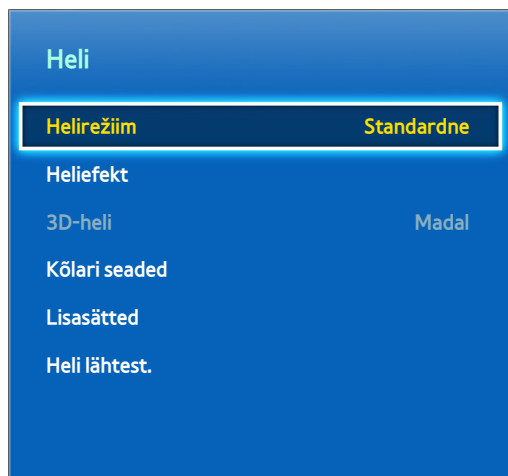 Heli
Helirežiim Standardne
Heliefekt
3D-heli Madal
Kõlari seaded
Lisasätted
Heli lähtest.